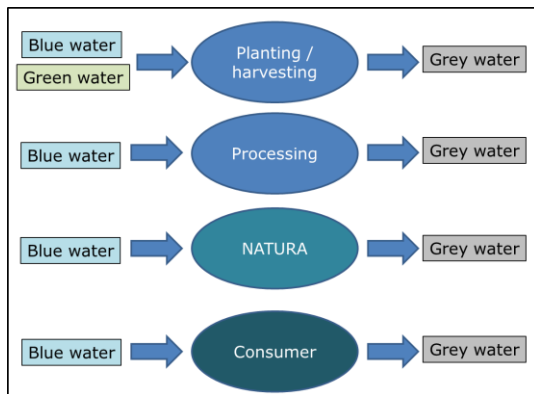 Blue water
Green water
Planting /
harvesting
Grey water
Blue water
Processing
Grey water
Blue water
NATURA
Grey water
Blue water
Consumer
Grey water